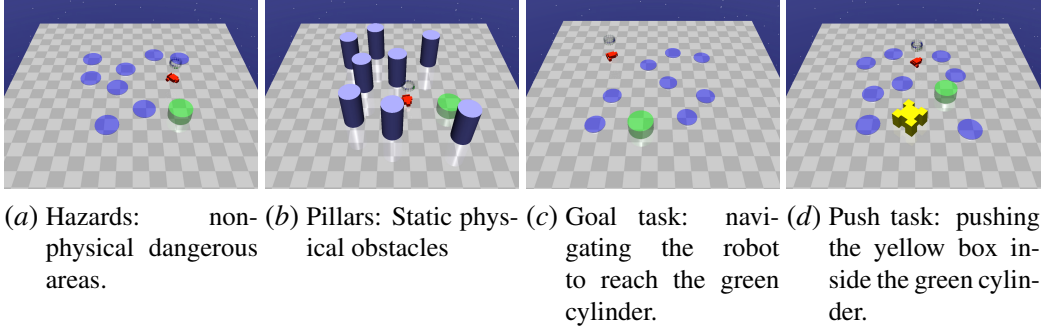 (a) Hazards: non-
physical dangerous
areas.
(b) Pillars: Static phys-
ical obstacles
(c) Goal task: navi-
gating the robot
to reach the green
cylinder.
(d) Push task: pushing
the yellow box in-
side the green cylin-
der.